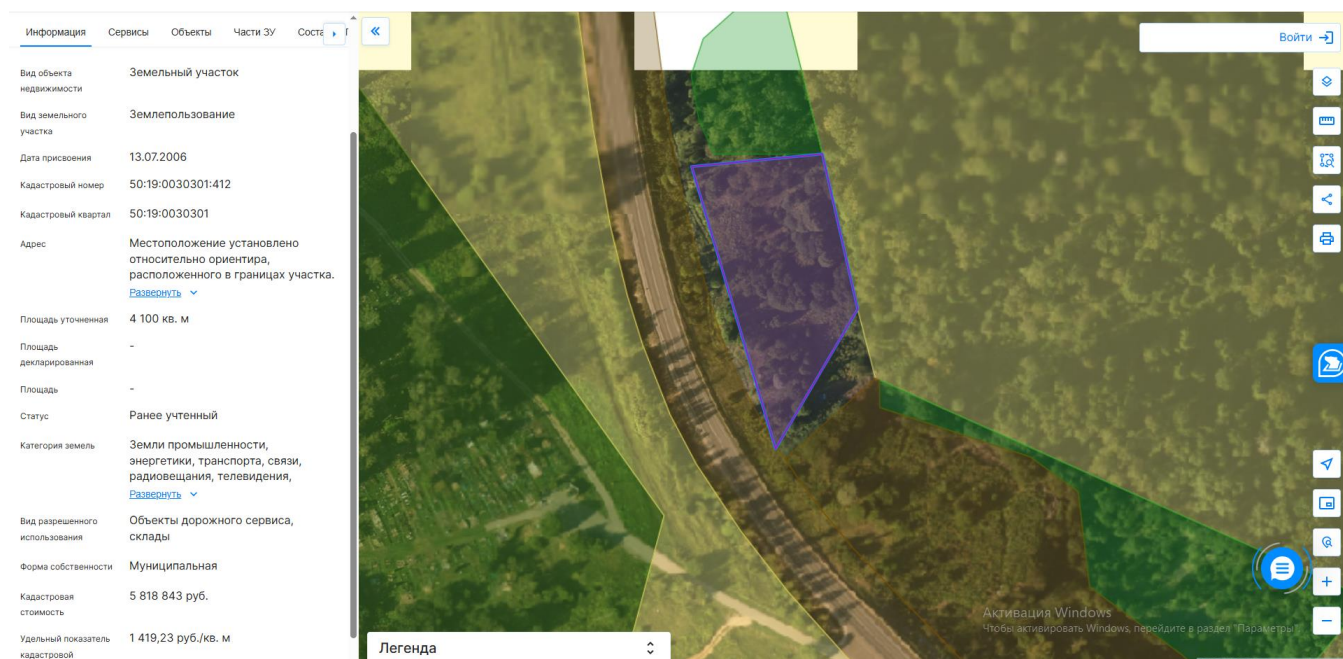 Информация Сервисы Объекты Части ЗУ Соста
Войти
Вид объекта недвижимости
Земельный участок
Вид земельного участка
Землепользование
Дата присвоения
13.07.2006
Кадастровый номер
50:19:0030301:412
Кадастровый квартал
50:19:0030301
Адрес
Местоположение установлено
относительно ориентира,
расположенного в границах участка.
Развернуть
Площадь уточненная
4 100 кв. м
Площадь
декларированная
-
Площадь
-
Статус
Ранее учтенный
Категория земель
Земли промышленности,
энергетики, транспорта, связи,
радиовещания, телевидения,
Развернуть
Вид разрешенного
использования
Объекты дорожного сервиса,
склады
Форма собственности
Муниципальная
Кадастровая
стоимость
5 818 843 руб.
Удельный показатель
кадастровой
1 419,23 руб./кв. м
Легенда
Активация Windows
Чтобы активировать Windows, перейдите в раздел "Параметры".